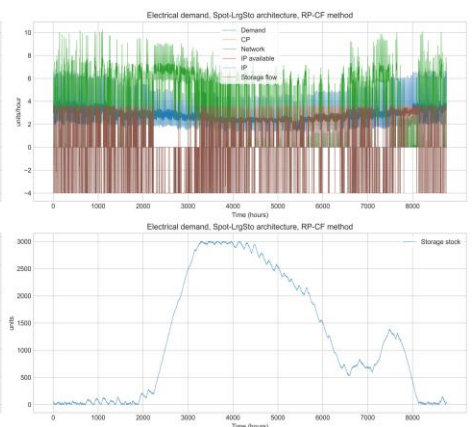 Electrical demand, Spot-LrgSto architecture, RP-CF method
Demand
CP
Network
IP available
IP
Storage flow
10
8
6
4
2
0
−2
−4
units/hour
0 1000 2000 3000 4000 5000 6000 7000 8000
Time (hours)
Electrical demand, Spot-LrgSto architecture, RP-CF method
Storage stock
3000
2500
2000
1500
1000
500
0
units
0 1000 2000 3000 4000 5000 6000 7000 8000
Time (hours)